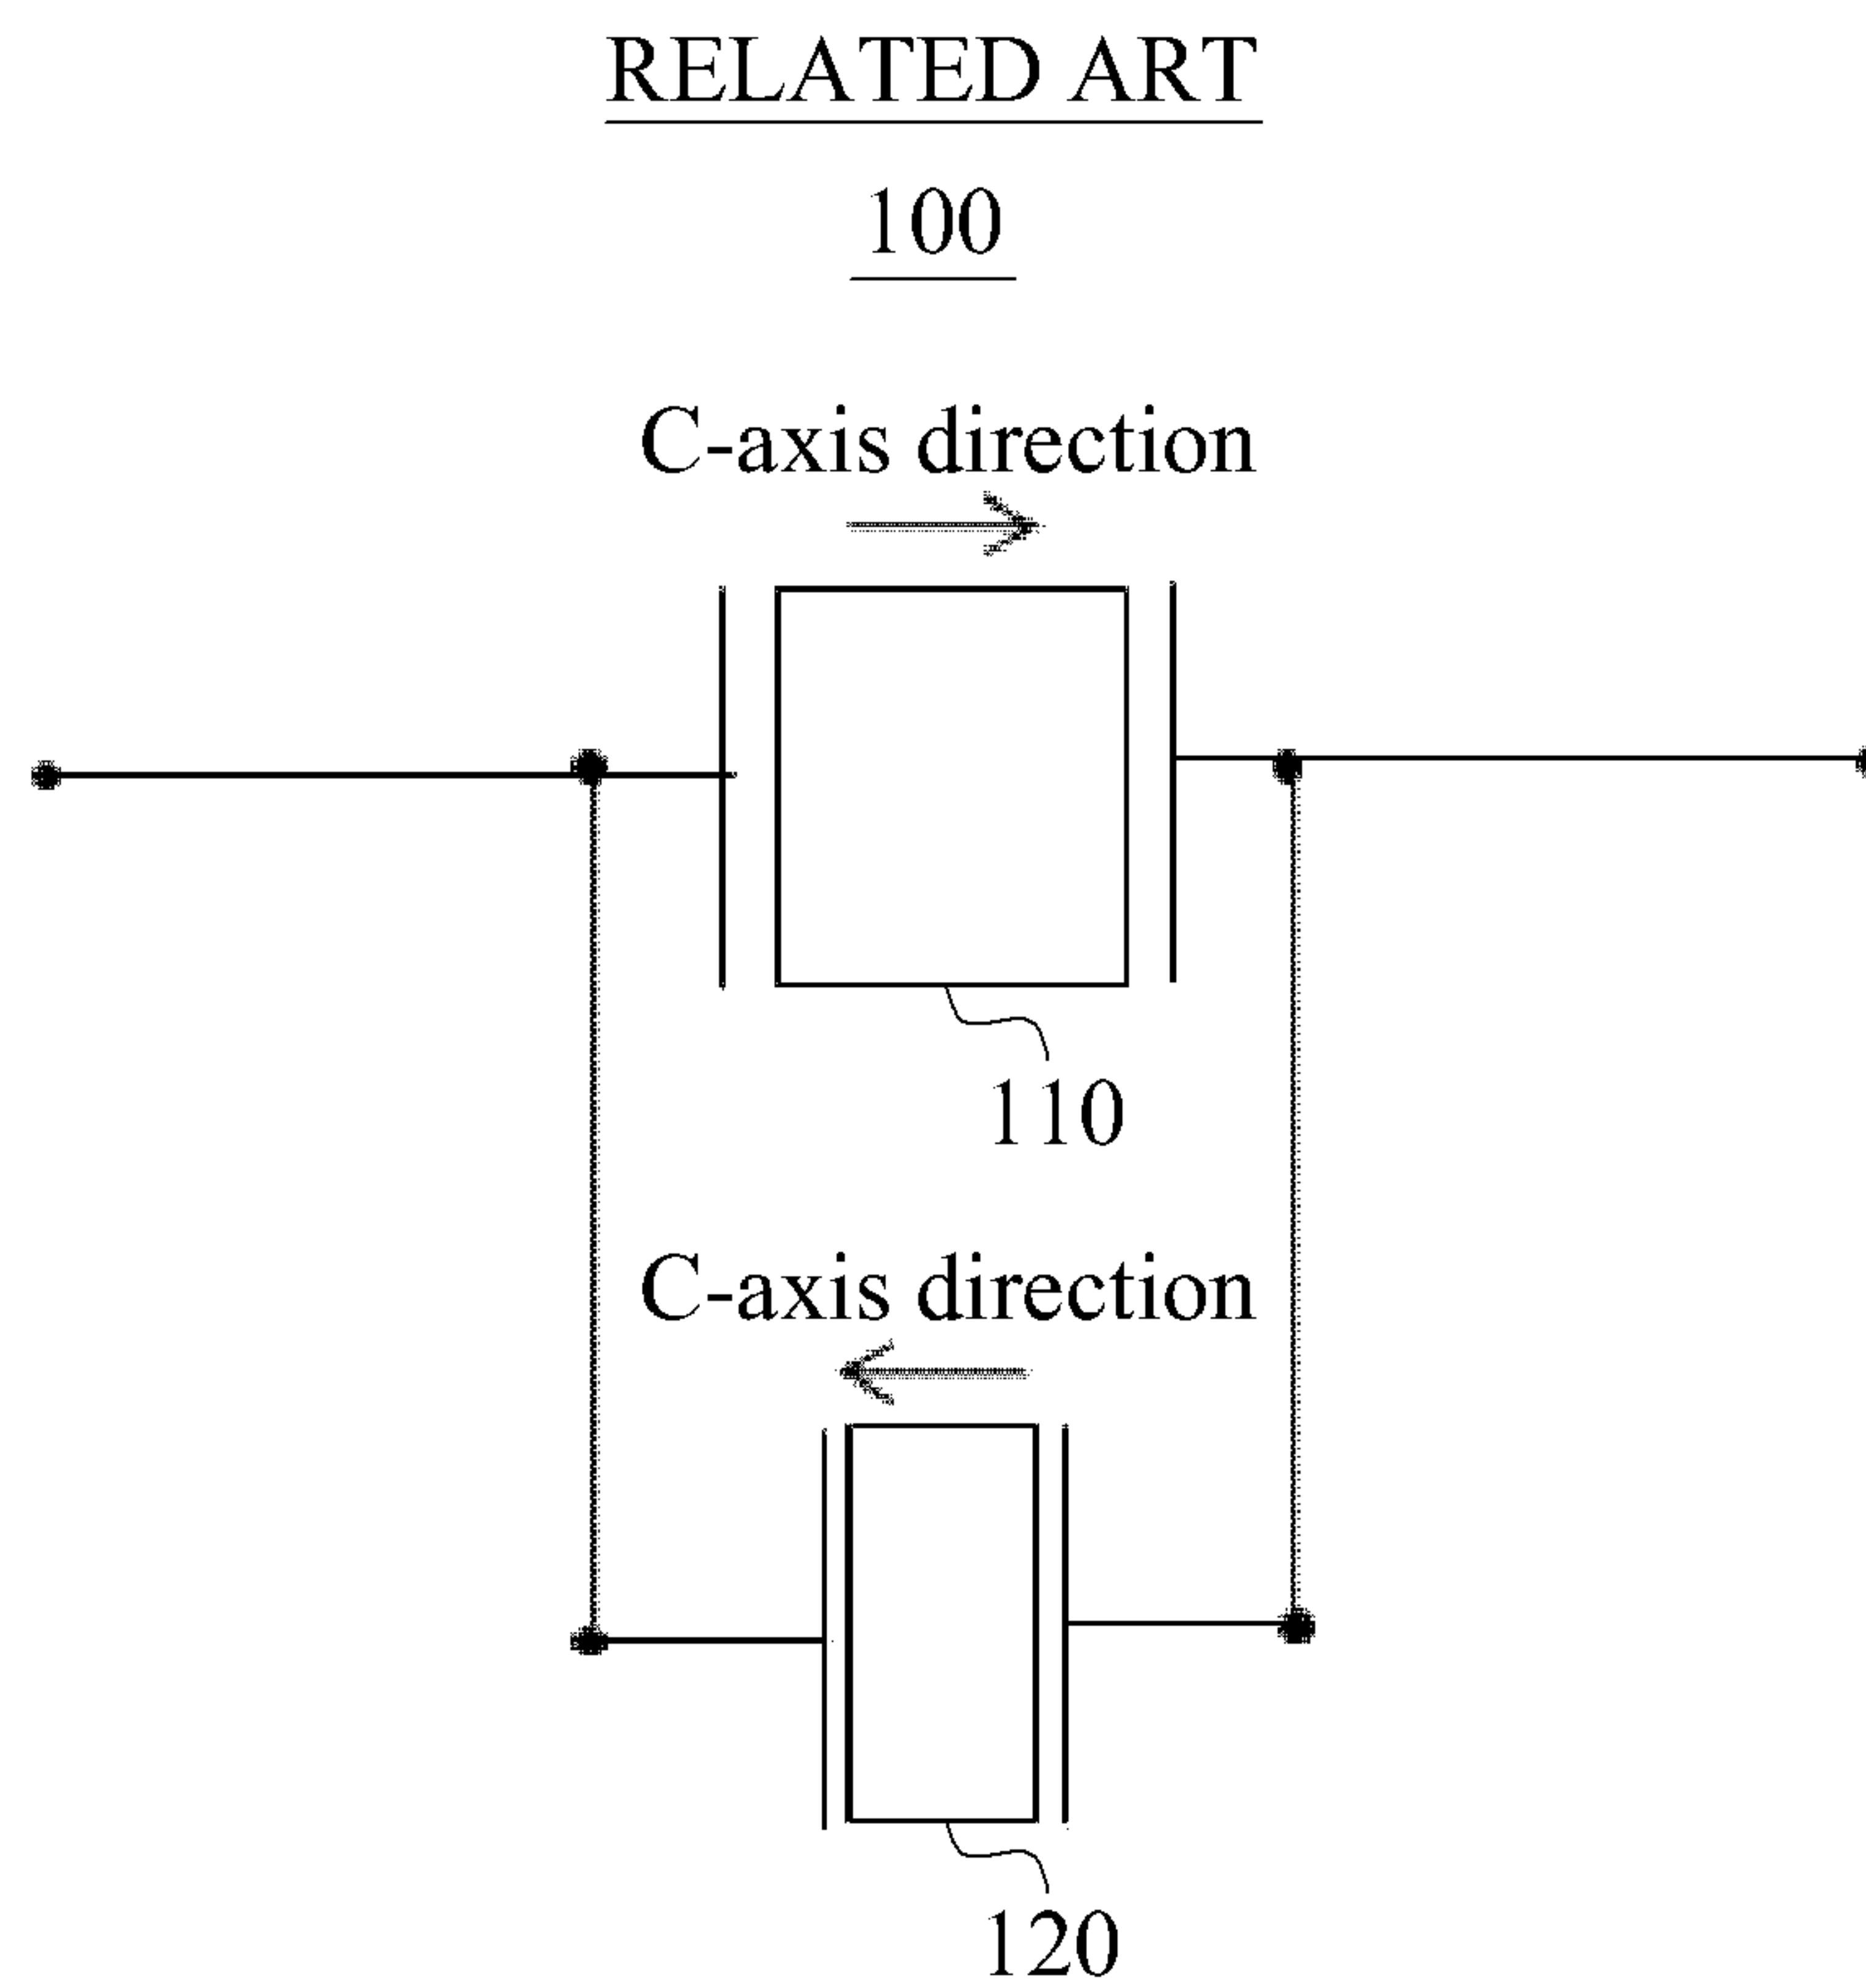 RELATED ART
100
C-axis direction
110
C-axis direction
120